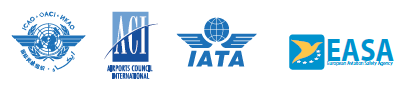 ICAO · OACI · ИКАО
ACI
AIRPORTS COUNCIL
INTERNATIONAL
IATA
EASA
European Aviation Safety Agency